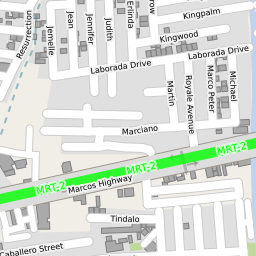 Kingpalm
Kingwood
Resurrection
Jemelle
Jean
Jennifer
Judith
Erlinda
row
Laborada Drive
Laborada Drive
Martin
Royale Avenue
Marco Peter
Michael
Marciano
MRT-2
MRT-2
MRT-2
Marcos Highway
Tindalo
Caballero Street